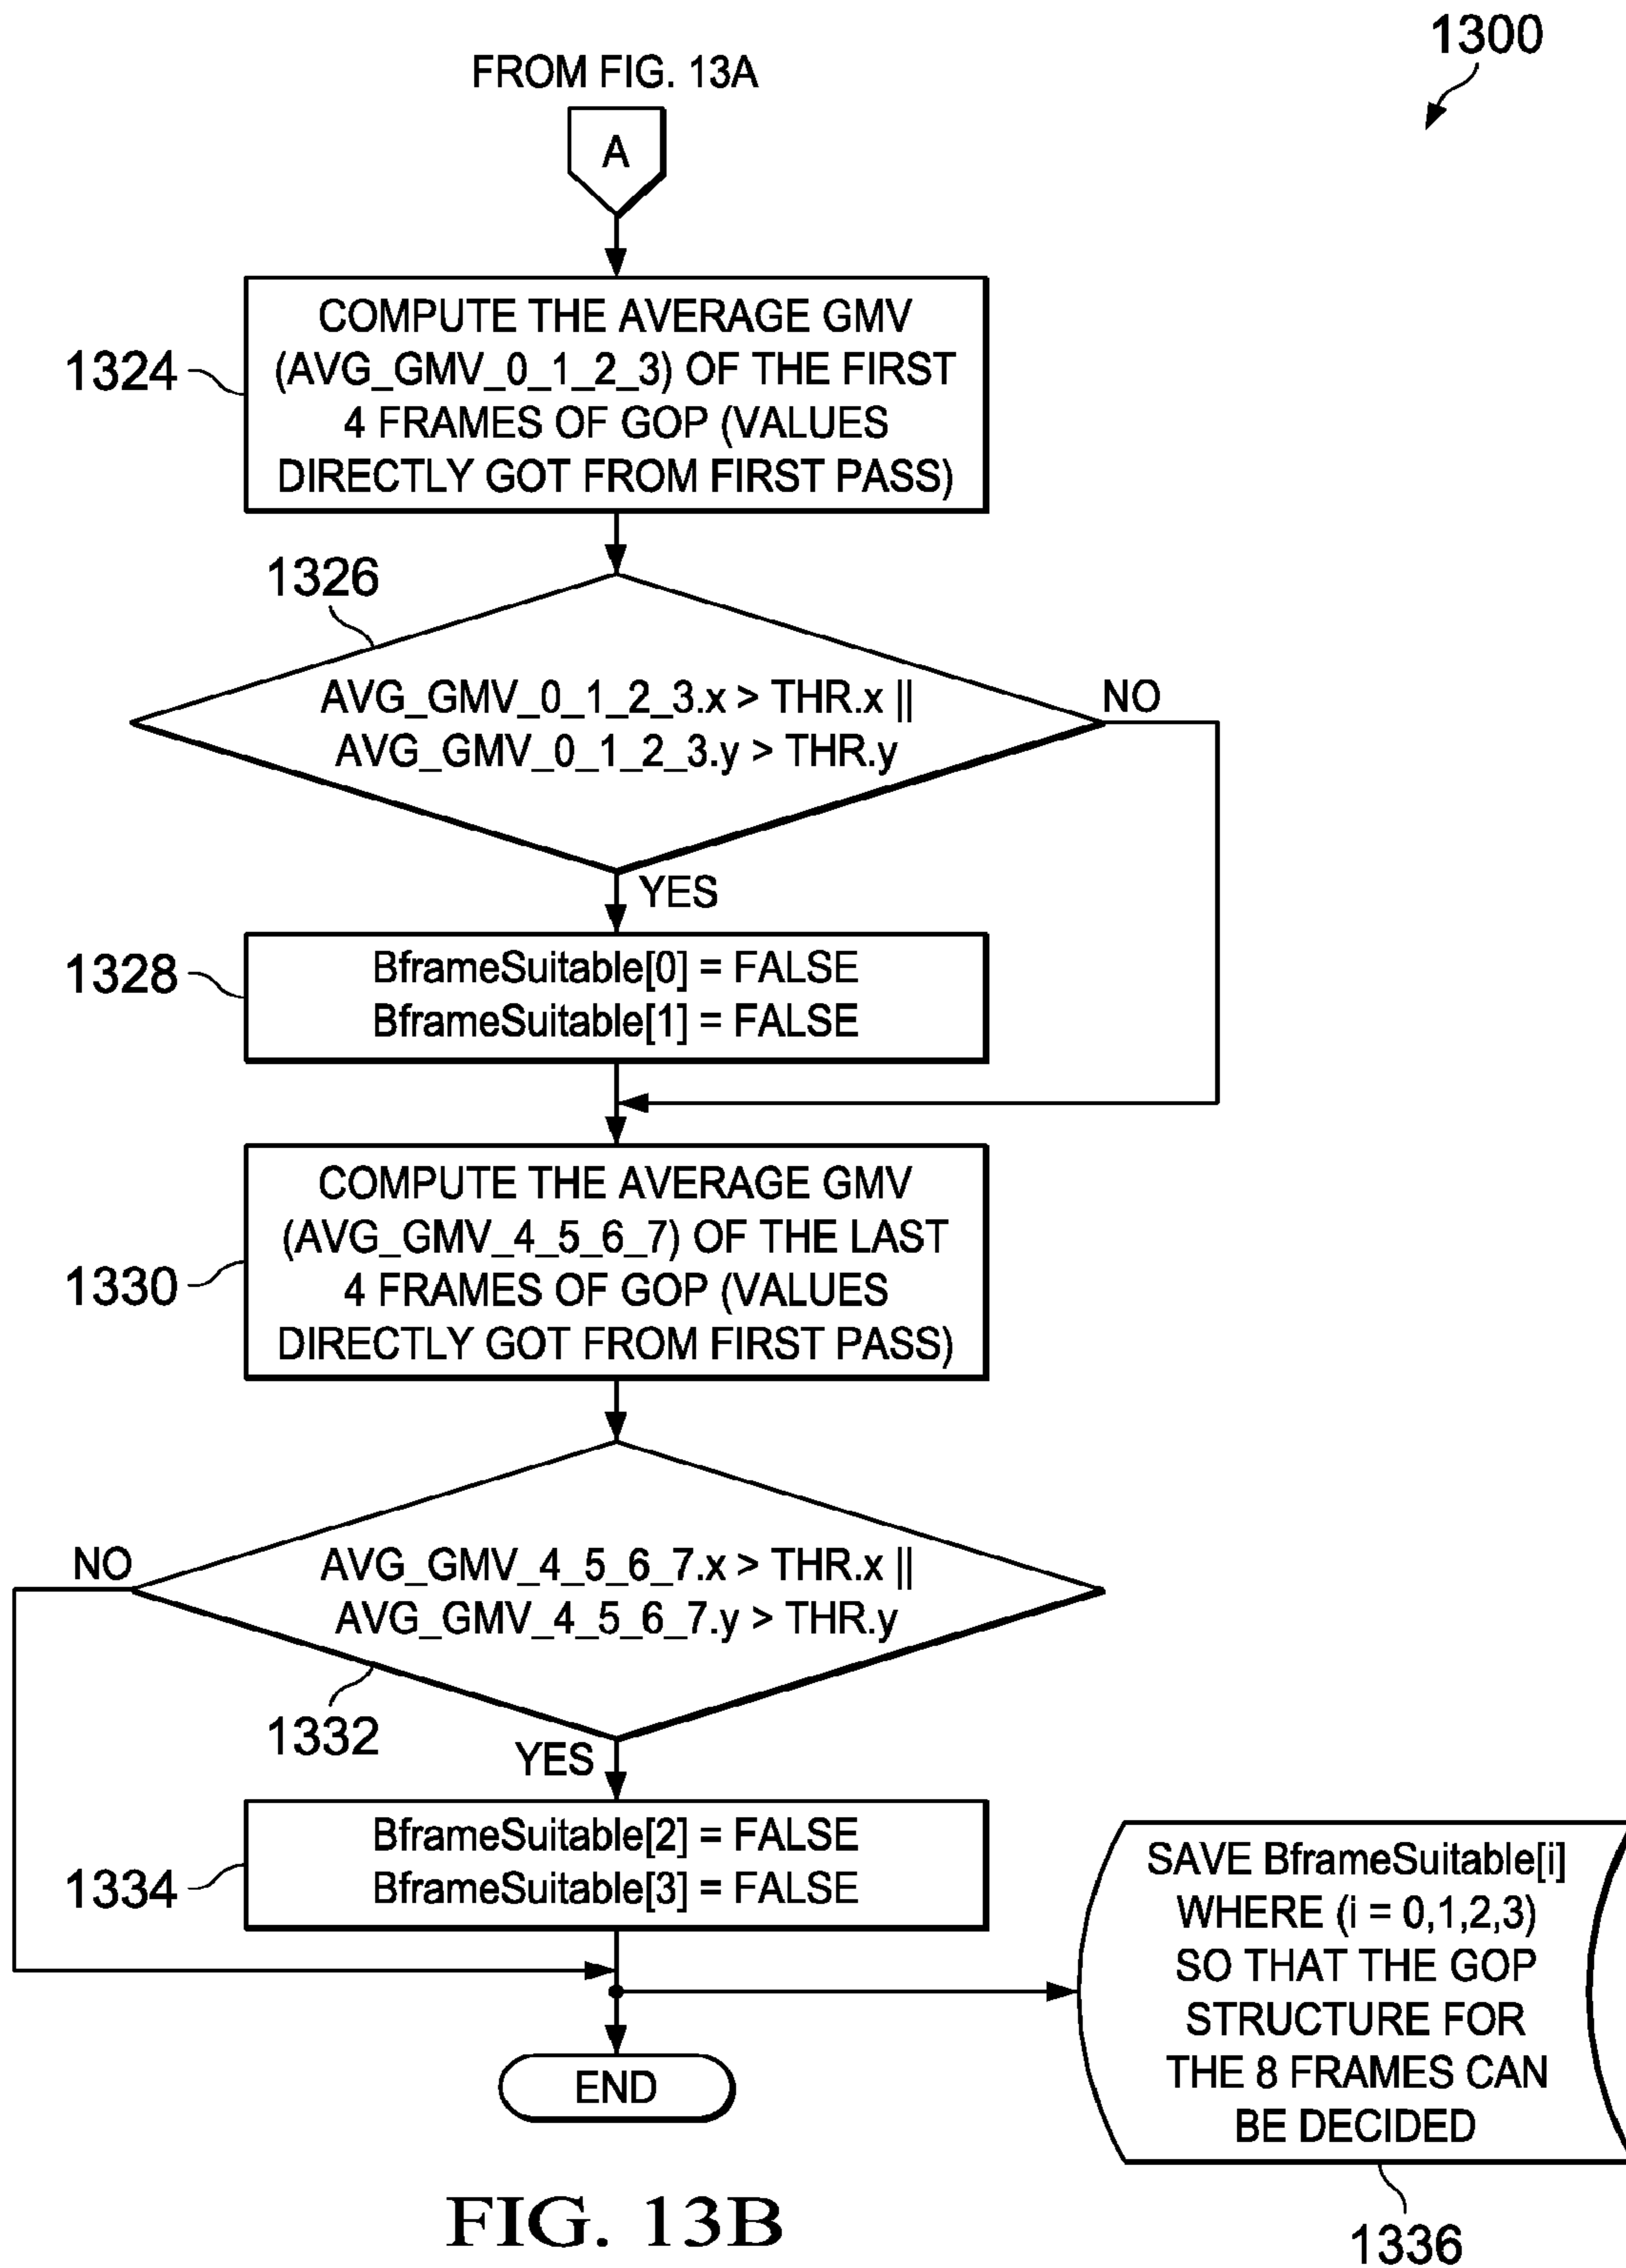 1300
FROM FIG. 13A
A
1324
COMPUTE THE AVERAGE GMV
(AVG_GMV_0_1_2_3) OF THE FIRST
4 FRAMES OF GOP (VALUES
DIRECTLY GOT FROM FIRST PASS)
1326
AVG_GMV_0_1_2_3.x > THR.x ||
AVG_GMV_0_1_2_3.y > THR.y
NO
YES
1328
BframeSuitable[0] = FALSE
BframeSuitable[1] = FALSE
1330
COMPUTE THE AVERAGE GMV
(AVG_GMV_4_5_6_7) OF THE LAST
4 FRAMES OF GOP (VALUES
DIRECTLY GOT FROM FIRST PASS)
NO
AVG_GMV_4_5_6_7.x > THR.x ||
AVG_GMV_4_5_6_7.y > THR.y
1332
YES
1334
BframeSuitable[2] = FALSE
BframeSuitable[3] = FALSE
SAVE BframeSuitable[i]
WHERE (i = 0,1,2,3)
SO THAT THE GOP
STRUCTURE FOR
THE 8 FRAMES CAN
BE DECIDED
END
1336
FIG. 13B